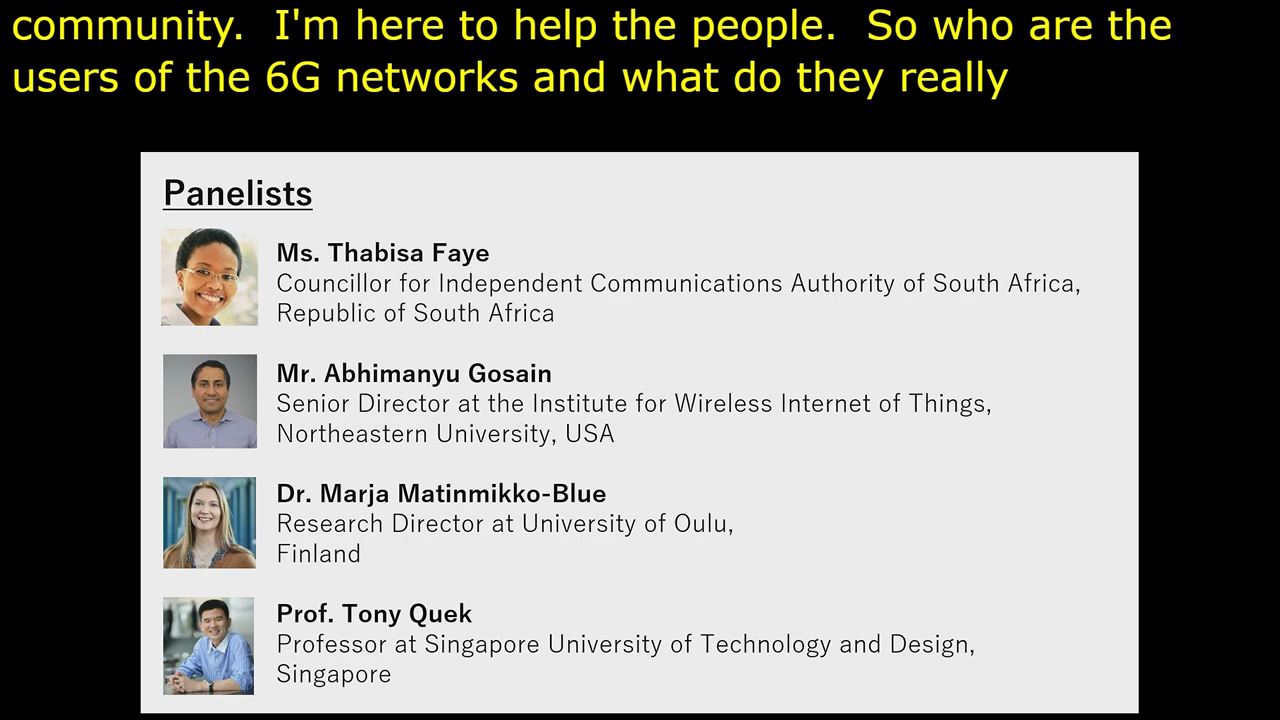 community.  I'm here to help the people.  So who are the
users of the 6G networks and what do they really
Panelists
Ms. Thabisa Faye
Councillor for Independent Communications Authority of South Africa,
Republic of South Africa
Mr. Abhimanyu Gosain
Senior Director at the Institute for Wireless Internet of Things,
Northeastern University, USA
Dr. Marja Matinmikko-Blue
Research Director at University of Oulu,
Finland
Prof. Tony Quek
Professor at Singapore University of Technology and Design,
Singapore